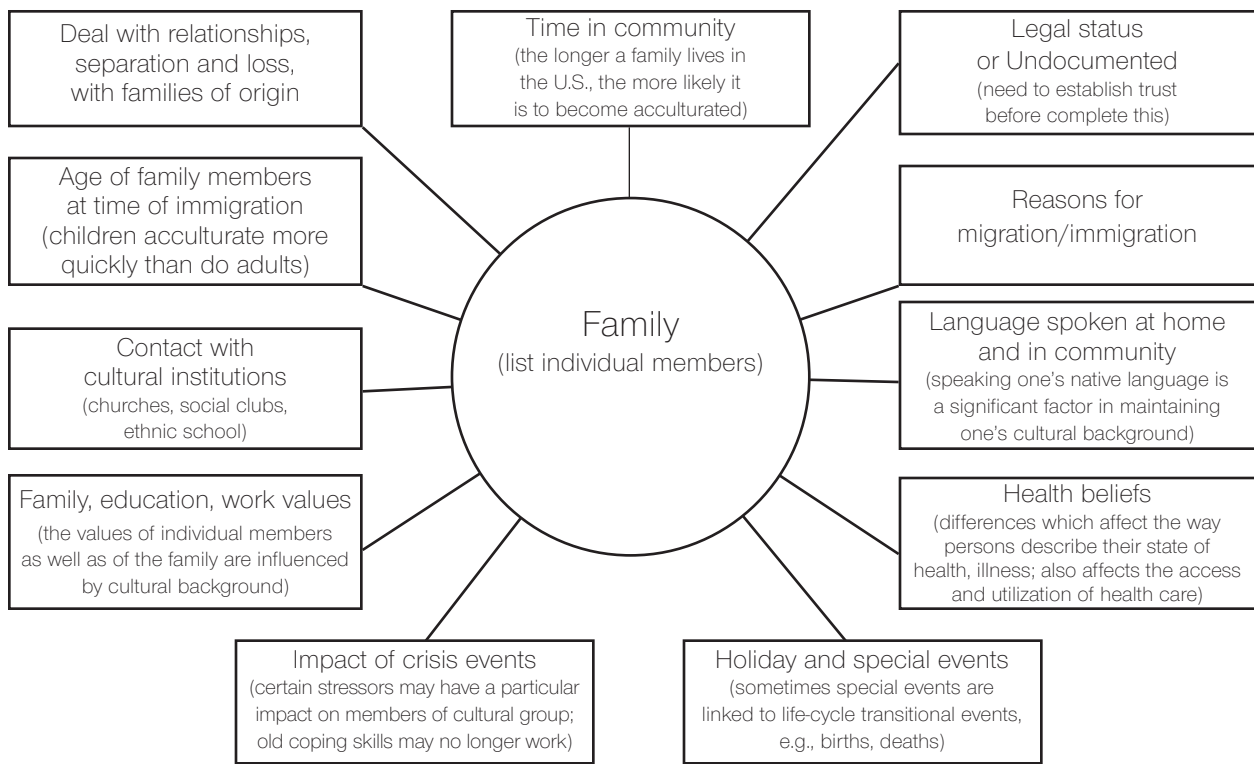 Deal with relationships,
separation and loss,
with families of origin
Time in community
(the longer a family lives in
the U.S., the more likely it
is to become acculturated)
Legal status
or Undocumented
(need to establish trust
before complete this)
Age of family members
at time of immigration
(children acculturate more
quickly than do adults)
Reasons for
migration/immigration
Family
(list individual members)
Contact with
cultural institutions
(churches, social clubs,
ethnic school)
Language spoken at home
and in community
(speaking one’s native language is
a significant factor in maintaining
one’s cultural background)
Family, education, work values
(the values of individual members
as well as of the family are influenced
by cultural background)
Health beliefs
(differences which affect the way
persons describe their state of
health, illness; also affects the access
and utilization of health care)
Impact of crisis events
(certain stressors may have a particular
impact on members of cultural group;
old coping skills may no longer work)
Holiday and special events
(sometimes special events are
linked to life-cycle transitional events,
e.g., births, deaths)